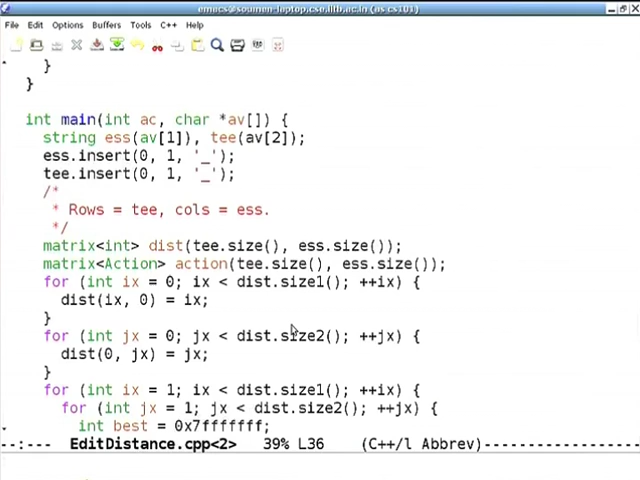 emacs@soumen-laptop.cse.iitb.ac.in (as cs101)
File Edit Options Buffers Tools C++ Help
}
}
int main(int ac, char *av[]) {
string ess(av[1]), tee(av[2]);
ess.insert(0, 1, '_');
tee.insert(0, 1, '_');
/*
* Rows = tee, cols = ess.
*/
matrix<int> dist(tee.size(), ess.size());
matrix<Action> action(tee.size(), ess.size());
for (int ix = 0; ix < dist.size1(); ++ix) {
dist(ix, 0) = ix;
}
for (int jx = 0; jx < dist.size2(); ++jx) {
dist(0, jx) = jx;
}
for (int ix = 1; ix < dist.size1(); ++ix) {
for (int jx = 1; jx < dist.size2(); ++jx) {
int best = 0x7fffffff;
--:--- EditDistance.cpp<2> 39% L36 (C++/l Abbrev)-----------------